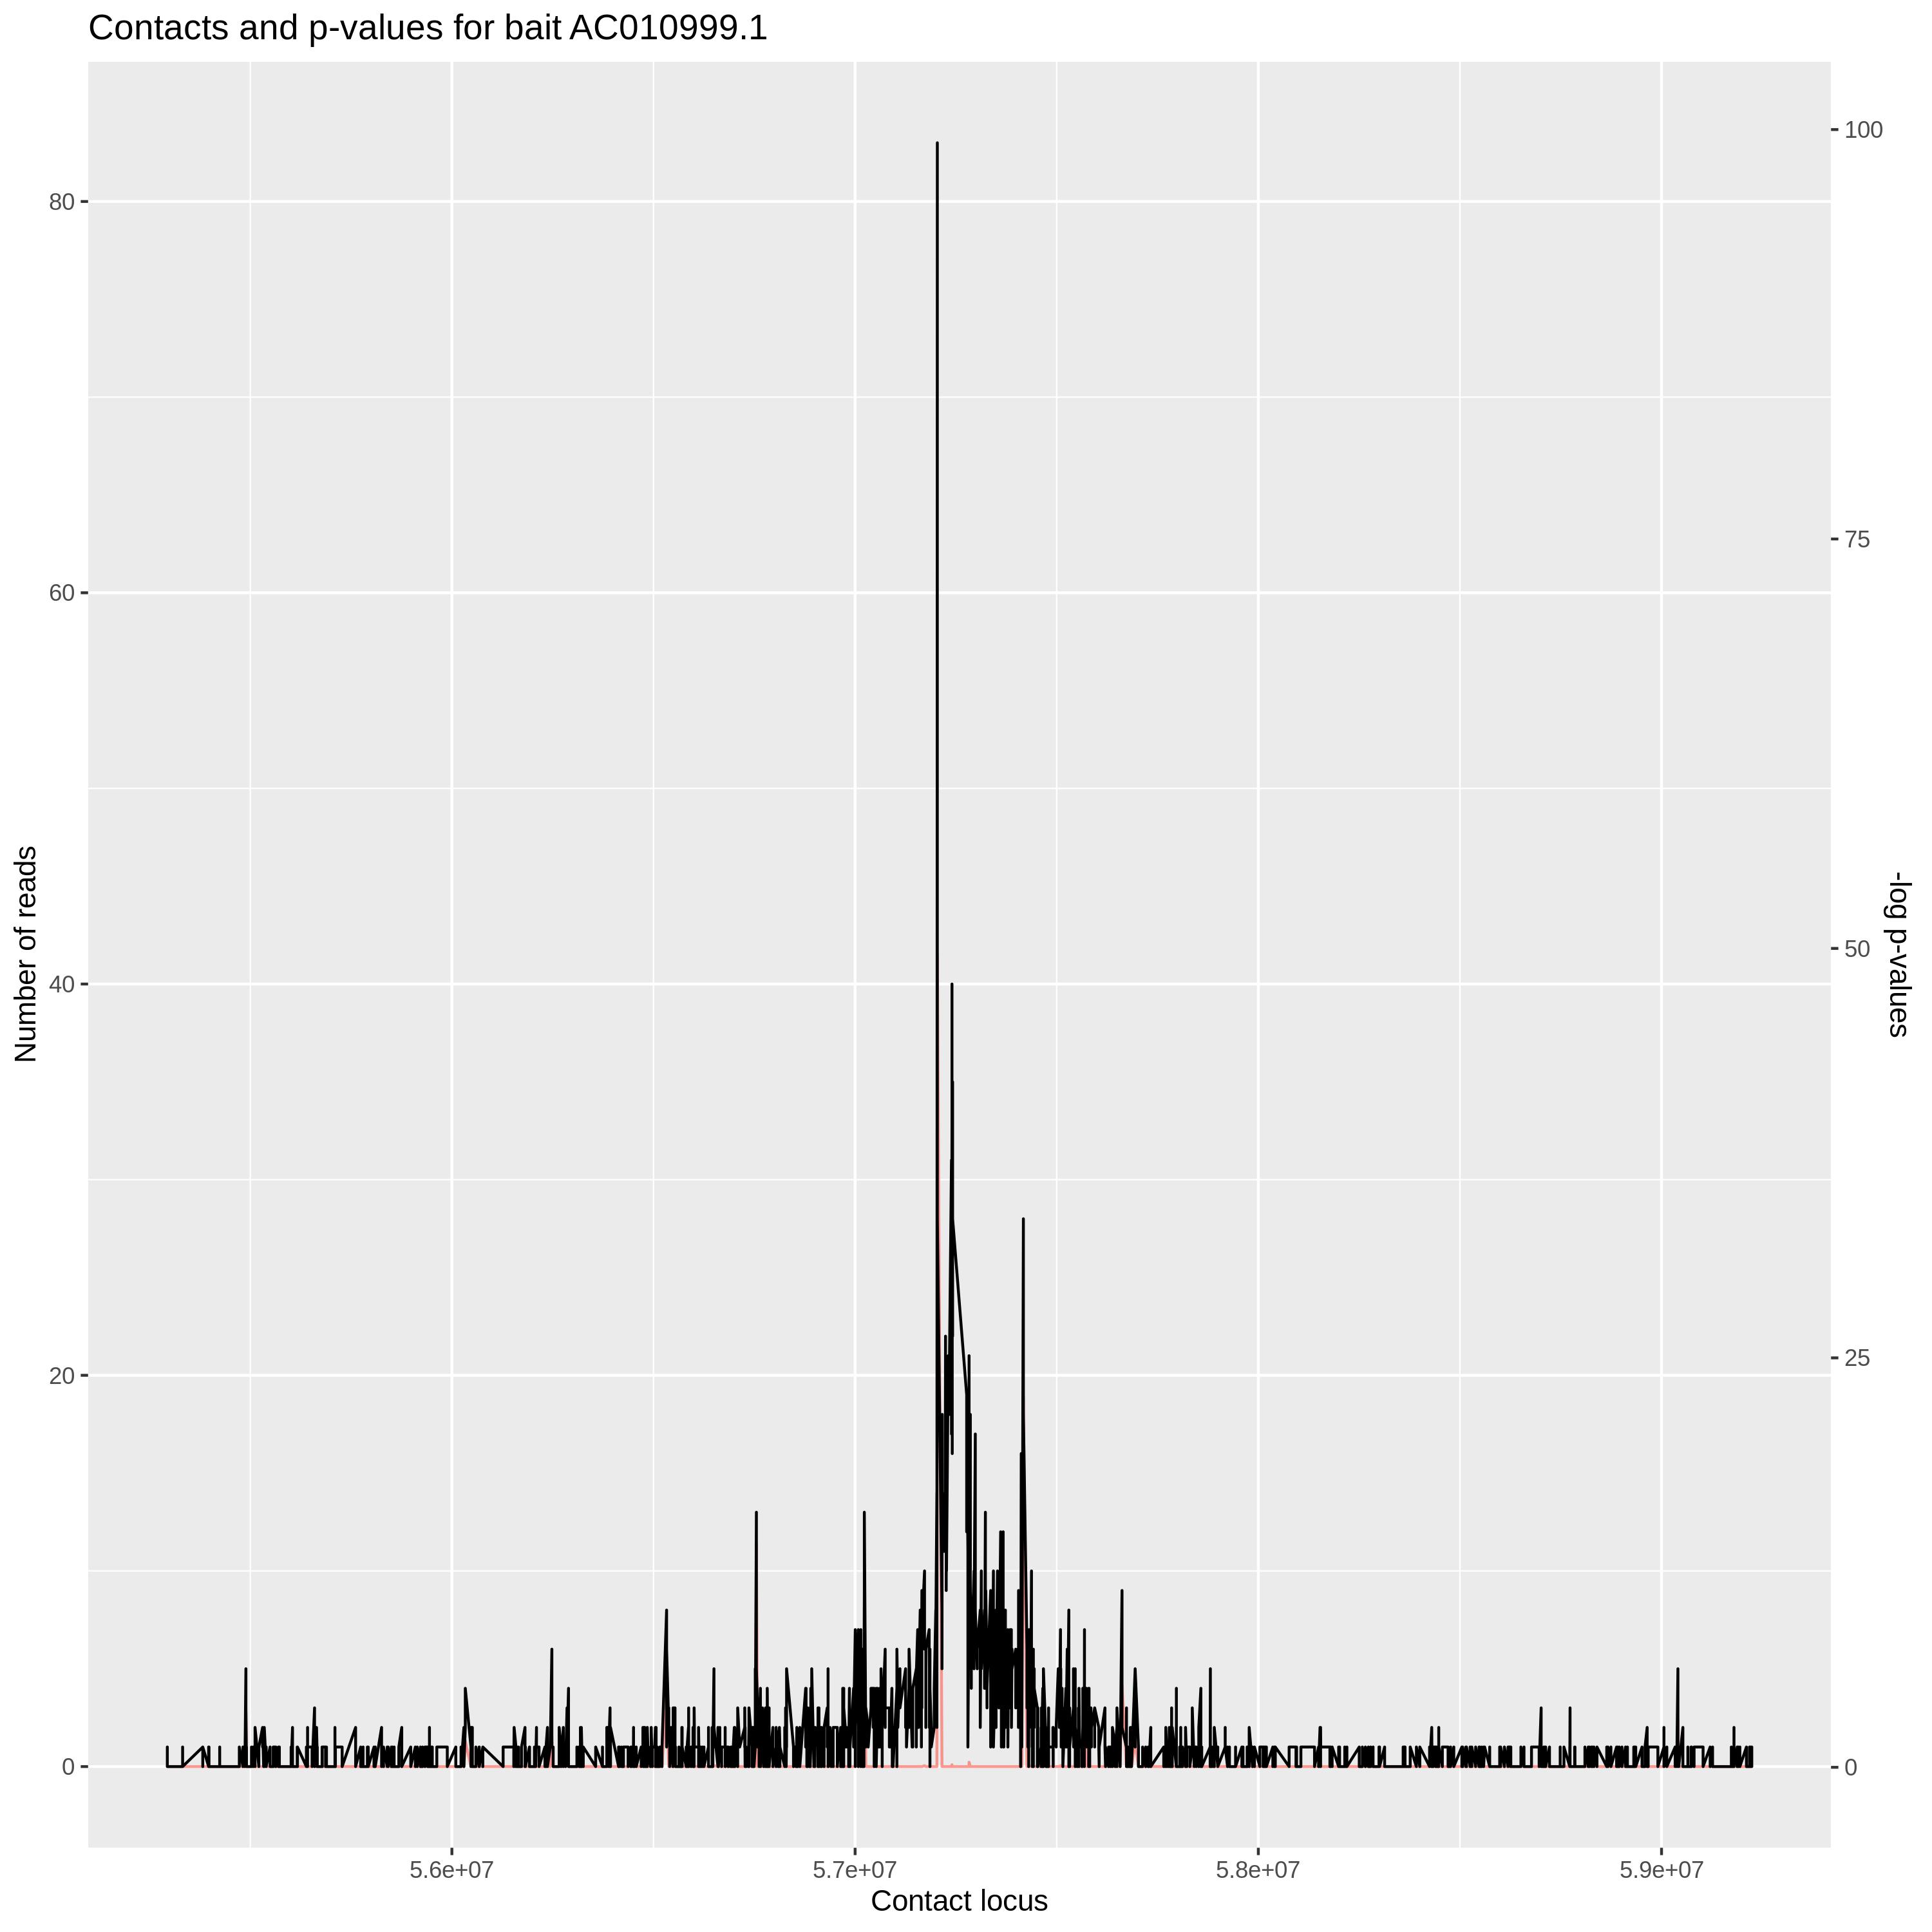 Contacts and p-values for bait AC010999.1
100
80
75
60
50
40
25
20
0
0
Number of reads
-log p-values
5.6e+07
5.7e+07
5.8e+07
5.9e+07
Contact locus